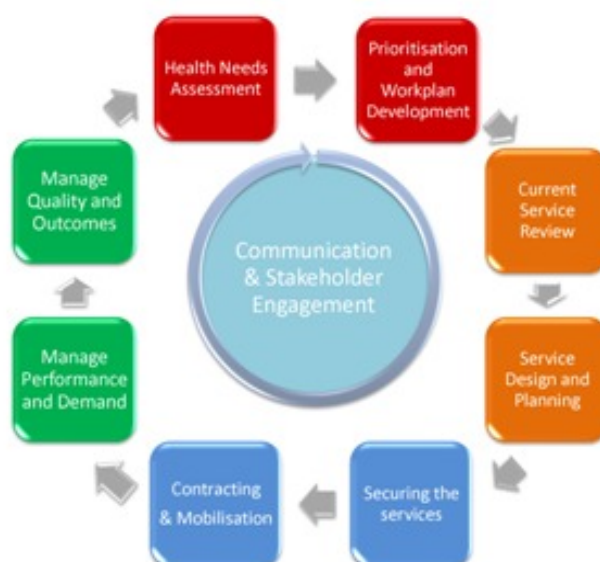 Health Needs
Assessment
Prioritisation
and
Workplan
Development
Current
Service
Review
Service
Design and
Planning
Securing the
services
Contracting
& Mobilisation
Manage
Performance
and Demand
Manage
Quality and
Outcomes
Communication
& Stakeholder
Engagement